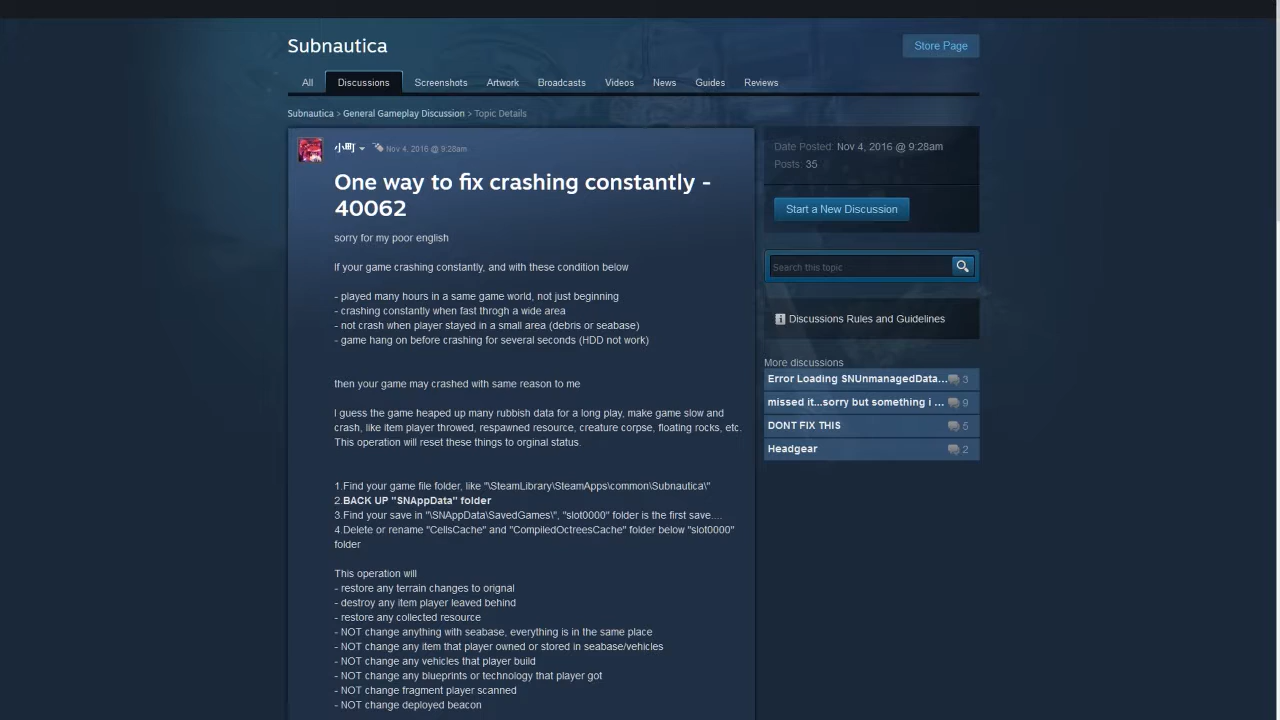 Subnautica
Store Page
All Discussions Screenshots Artwork Broadcasts Videos News Guides Reviews
Subnautica > General Gameplay Discussion > Topic Details
小町 Nov 4, 2016 @ 9:28am
One way to fix crashing constantly -
40062
sorry for my poor english
If your game crashing constantly, and with these condition below
- played many hours in a same game world, not just beginning
- crashing constantly when fast throgh a wide area
- not crash when player stayed in a small area (debris or seabase)
- game hang on before crashing for several seconds (HDD not work)
then your game may crashed with same reason to me
I guess the game heaped up many rubbish data for a long play, make game slow and
crash, like item player throwed, respawned resource, creature corpse, floating rocks, etc.
This operation will reset these things to orginal status.
1.Find your game file folder, like "\SteamLibrary\SteamApps\common\Subnautica\"
2.BACK UP "SNAppData" folder
3.Find your save in "\SNAppData\SavedGames\", "slot0000" folder is the first save....
4.Delete or rename "CellsCache" and "CompiledOctreesCache" folder below "slot0000"
folder
This operation will
- restore any terrain changes to orignal
- destroy any item player leaved behind
- restore any collected resource
- NOT change anything with seabase, everything is in the same place
- NOT change any item that player owned or stored in seabase/vehicles
- NOT change any vehicles that player build
- NOT change any blueprints or technology that player got
- NOT change fragment player scanned
- NOT change deployed beacon
Date Posted: Nov 4, 2016 @ 9:28am
Posts: 35
Start a New Discussion
Search this topic
Discussions Rules and Guidelines
More discussions
Error Loading SNUnmanagedData... 3
missed it...sorry but something i ... 9
DONT FIX THIS 5
Headgear 2